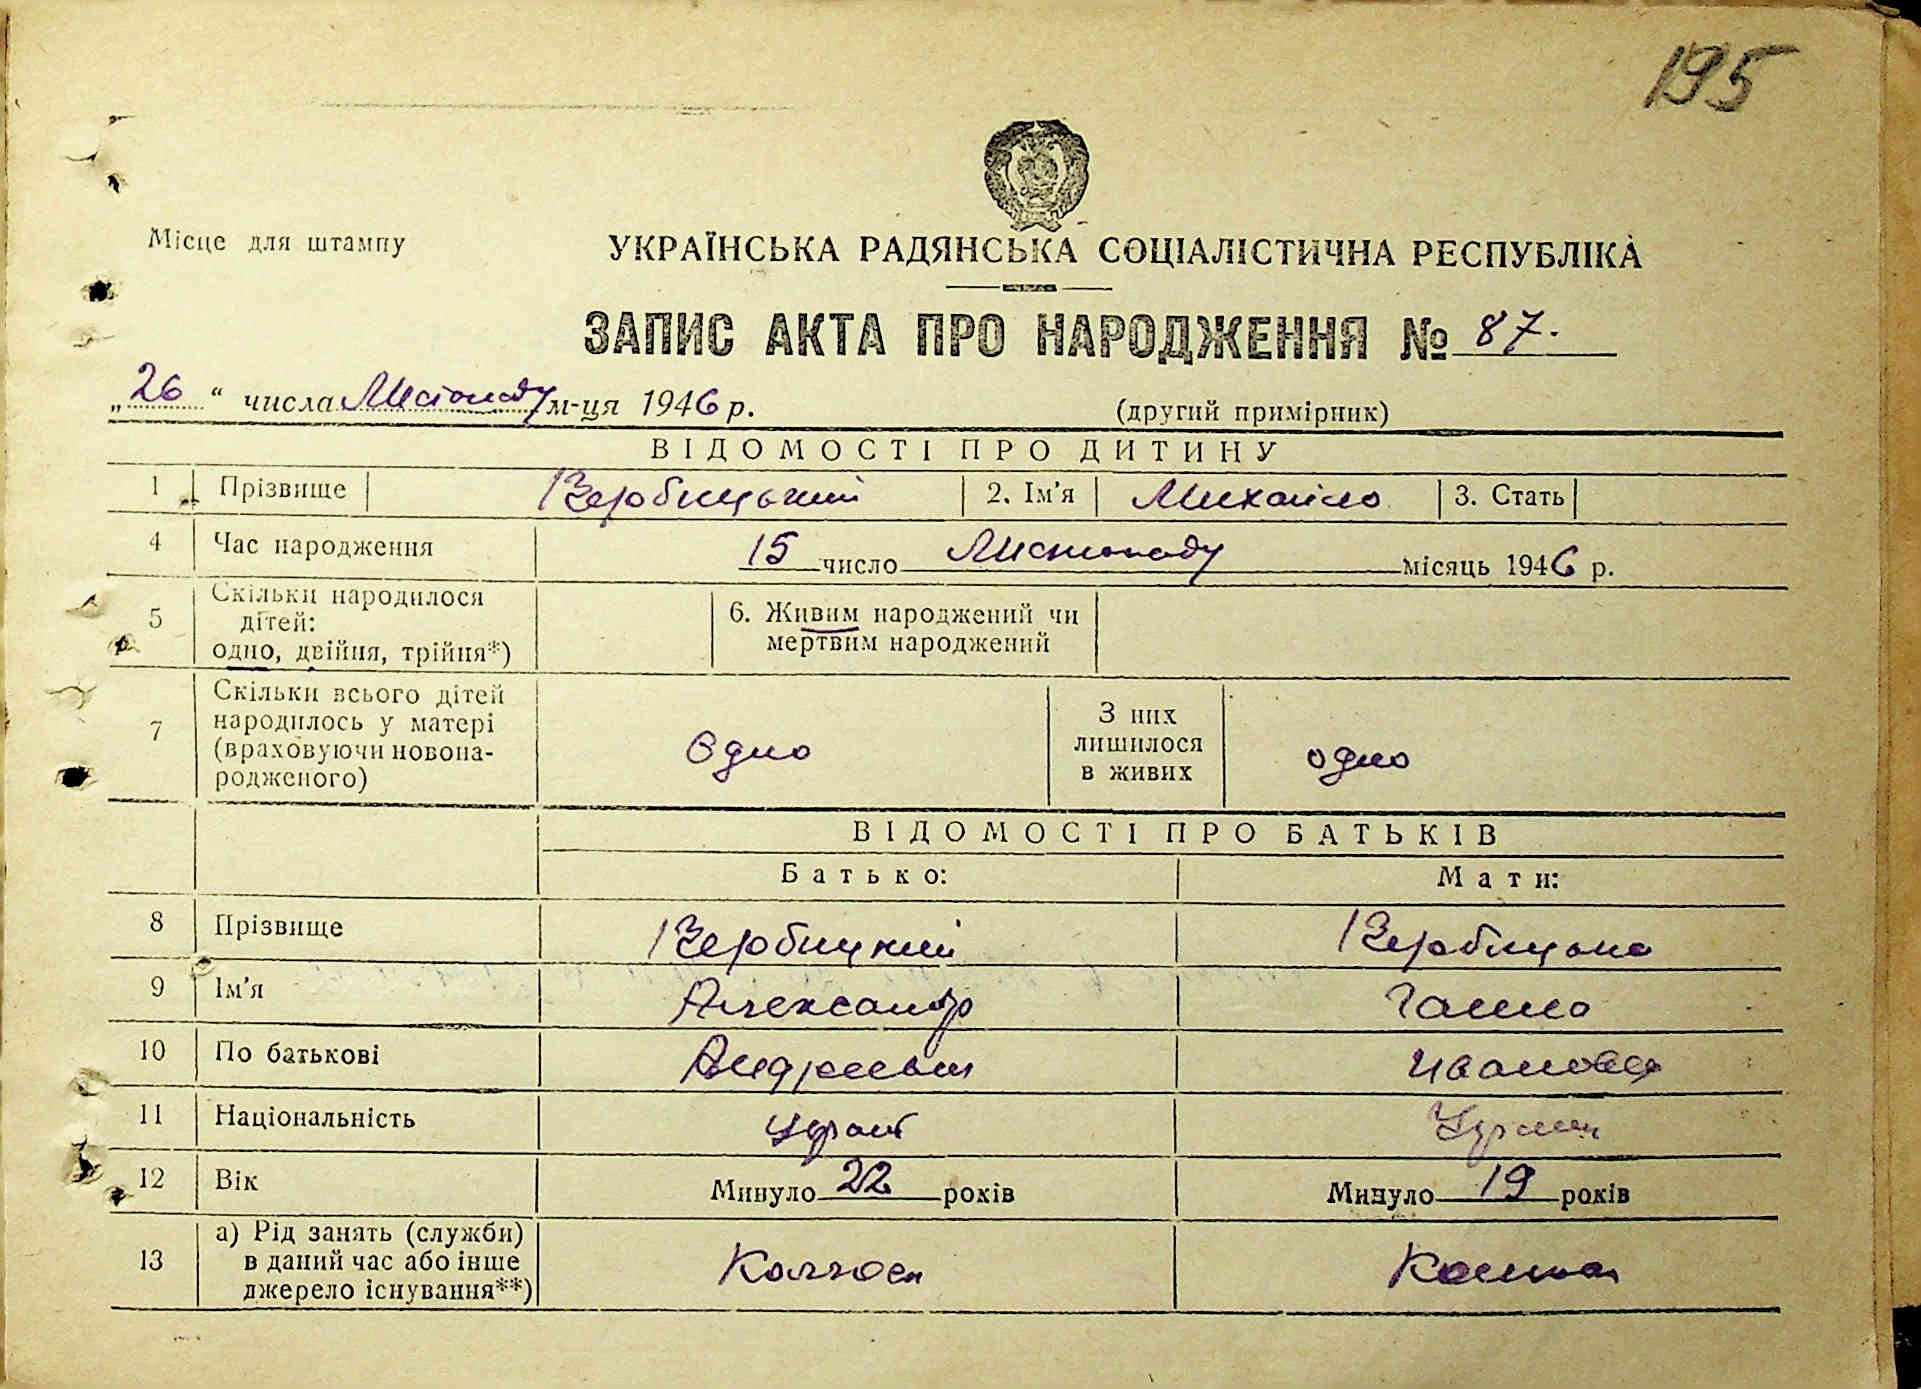 195
Місце для штампу
УКРАЇНСЬКА РАДЯНСЬКА СОЦІАЛІСТИЧНА РЕСПУБЛІКА
ЗАПИС АКТА ПРО НАРОДЖЕННЯ № 87.
„26“ числа Листопаду м-ця 1946 р.
(другий примірник)
ВІДОМОСТІ ПРО ДИТИНУ
1 Прізвище Вербицький 2. Ім'я Михайло 3. Стать
4 Час народження 15 число Листопаду місяць 1946 р.
5 Скільки народилося дітей: одно, двійня, трійня*)
6. Живим народжений чи мертвим народжений
7 Скільки всього дітей народилось у матері (враховуючи новонародженого) Одно
З них лишилося в живих одно
ВІДОМОСТІ ПРО БАТЬКІВ
Батько: Мати:
8 Прізвище Вербицкий Вербицька
9 Ім'я Александр Ганна
10 По батькові Андреевич Ивановна
11 Національність Украї Украї
12 Вік Минуло 22 років Минуло 19 років
13 а) Рід занять (служби) в даний час або інше джерело існування**)